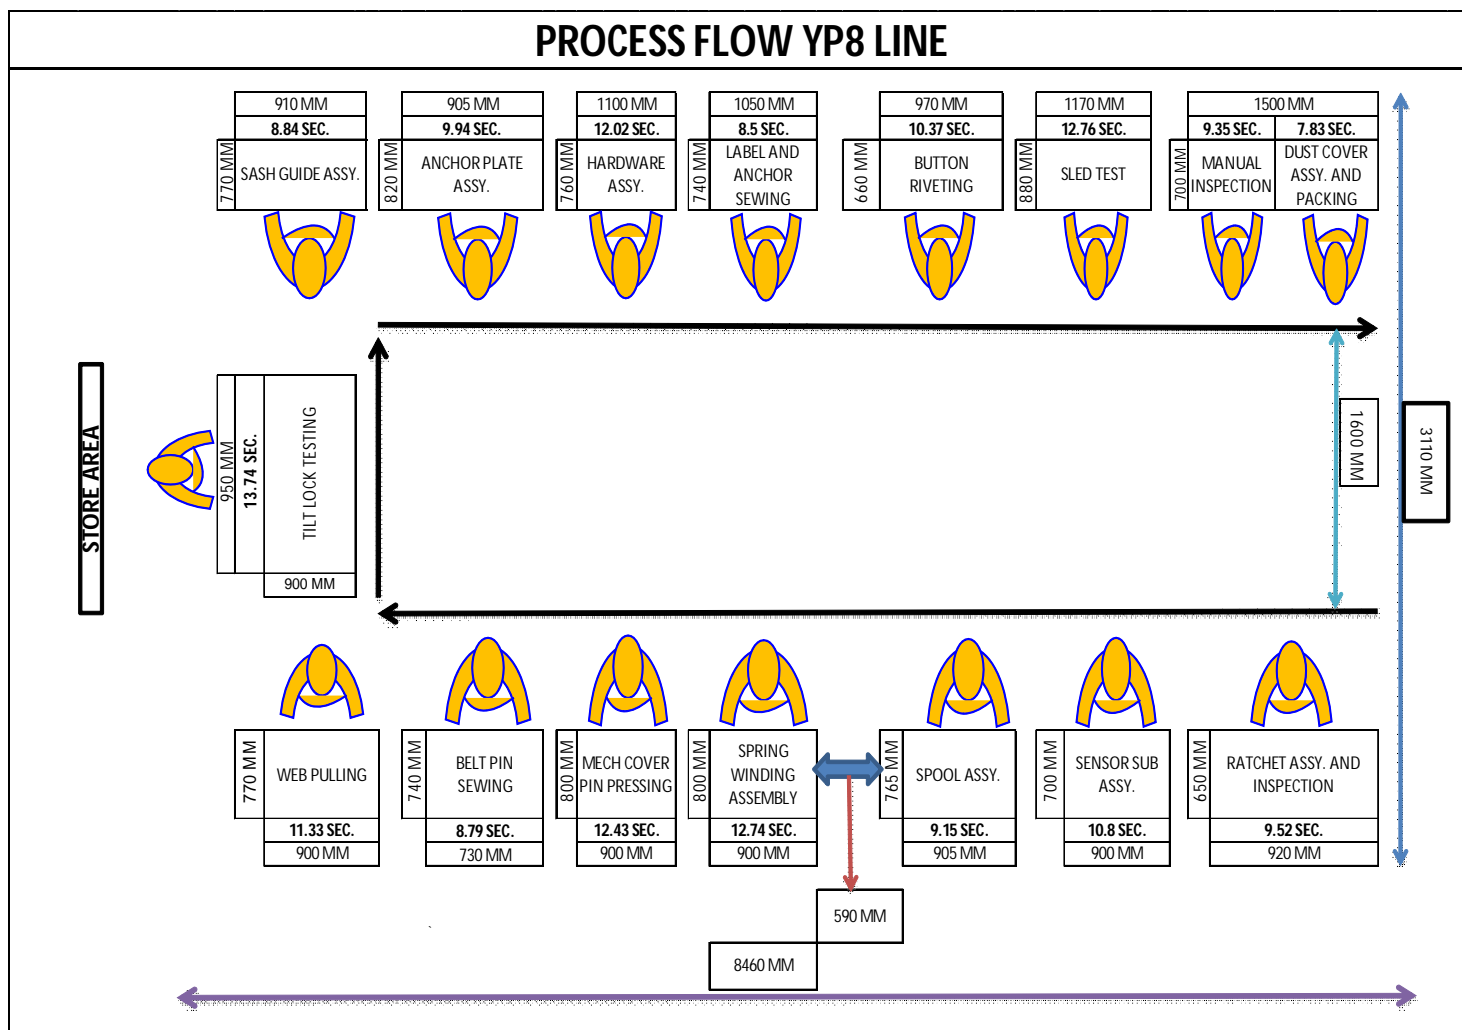 PROCESS FLOW YP8 LINE
910 MM
905 MM
1100 MM
1050 MM
970 MM
1170 MM
1500 MM
8.84 SEC.
9.94 SEC.
12.02 SEC.
8.5 SEC.
10.37 SEC.
12.76 SEC.
9.35 SEC.
7.83 SEC.
770 MM
SASH GUIDE ASSY.
820 MM
ANCHOR PLATE
ASSY.
760 MM
HARDWARE
ASSY.
740 MM
LABEL AND
ANCHOR
SEWING
660 MM
BUTTON
RIVETING
880 MM
SLED TEST
700 MM
MANUAL
INSPECTION
DUST COVER
ASSY. AND
PACKING
STORE AREA
950 MM
13.74 SEC.
TILT LOCK TESTING
900 MM
1600 MM
3110 MM
770 MM
WEB PULLING
740 MM
BELT PIN
SEWING
800 MM
MECH COVER
PIN PRESSING
800 MM
SPRING
WINDING
ASSEMBLY
765 MM
SPOOL ASSY.
700 MM
SENSOR SUB
ASSY.
650 MM
RATCHET ASSY. AND
INSPECTION
11.33 SEC.
8.79 SEC.
12.43 SEC.
12.74 SEC.
9.15 SEC.
10.8 SEC.
9.52 SEC.
900 MM
730 MM
900 MM
900 MM
905 MM
900 MM
920 MM
590 MM
8460 MM